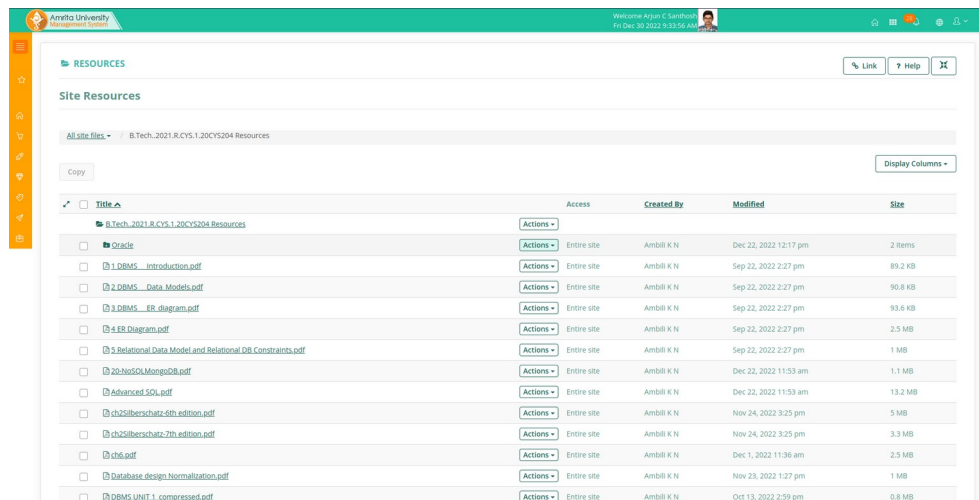 Amrita University
Management System
Welcome Arjun C Santhosh
Fri Dec 30 2022 9:33:56 AM
RESOURCES
Link
? Help
Site Resources
All site files / B.Tech..2021.R.CYS.1.20CYS204 Resources
Copy
Display Columns
Title Access Created By Modified Size
B.Tech..2021.R.CYS.1.20CYS204 Resources Actions
Oracle Actions Entire site Ambili K N Dec 22, 2022 12:17 pm 2 items
1 DBMS__Introduction.pdf Actions Entire site Ambili K N Sep 22, 2022 2:27 pm 89.2 KB
2 DBMS__Data_Models.pdf Actions Entire site Ambili K N Sep 22, 2022 2:27 pm 90.8 KB
3 DBMS__ER_diagram.pdf Actions Entire site Ambili K N Sep 22, 2022 2:27 pm 93.6 KB
4 ER Diagram.pdf Actions Entire site Ambili K N Sep 22, 2022 2:27 pm 2.5 MB
5 Relational Data Model and Relational DB Constraints.pdf Actions Entire site Ambili K N Sep 22, 2022 2:27 pm 1 MB
20-NoSQLMongoDB.pdf Actions Entire site Ambili K N Dec 22, 2022 11:53 am 1.1 MB
Advanced SQL.pdf Actions Entire site Ambili K N Dec 22, 2022 11:53 am 13.2 MB
ch2Silberschatz-6th edition.pdf Actions Entire site Ambili K N Nov 24, 2022 3:25 pm 5 MB
ch2Silberschatz-7th edition.pdf Actions Entire site Ambili K N Nov 24, 2022 3:25 pm 3.3 MB
ch6.pdf Actions Entire site Ambili K N Dec 1, 2022 11:36 am 2.5 MB
Database design Normalization.pdf Actions Entire site Ambili K N Nov 23, 2022 1:27 pm 1 MB
DBMS UNIT 1_compressed.pdf Actions Entire site Ambili K N Oct 13, 2022 2:59 pm 0.8 MB